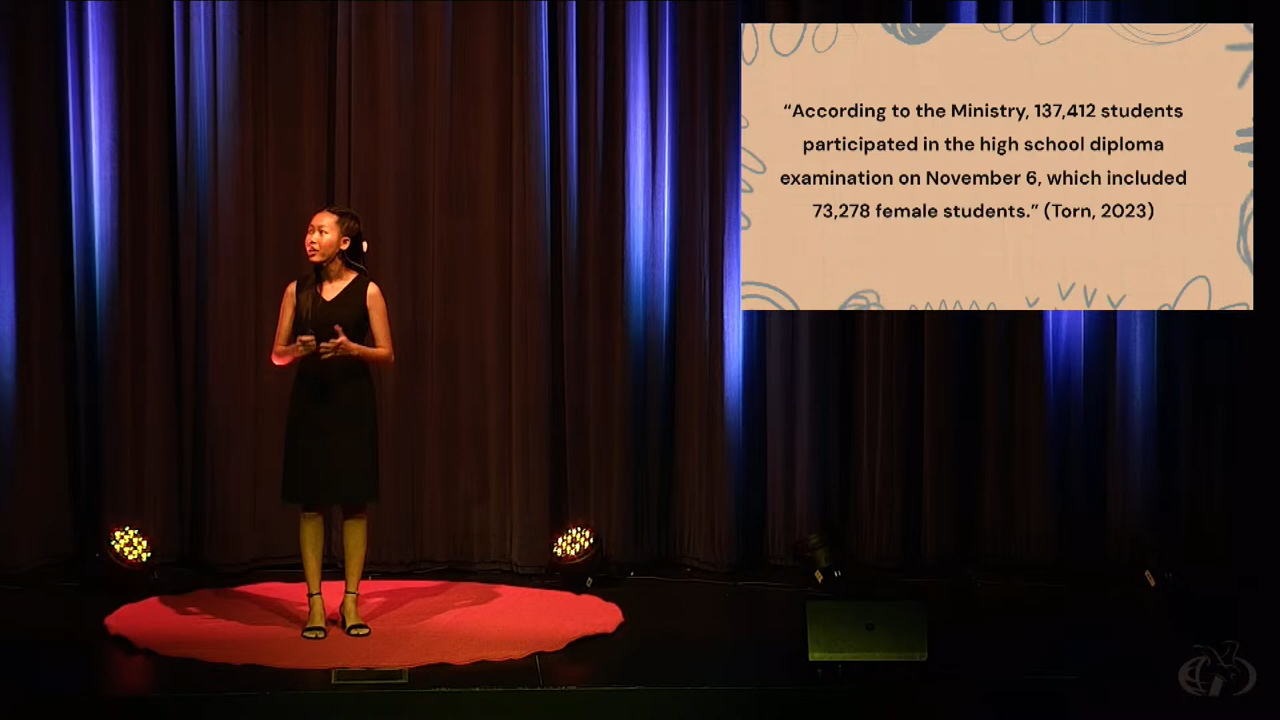 “According to the Ministry, 137,412 students
participated in the high school diploma
examination on November 6, which included
73,278 female students.” (Torn, 2023)